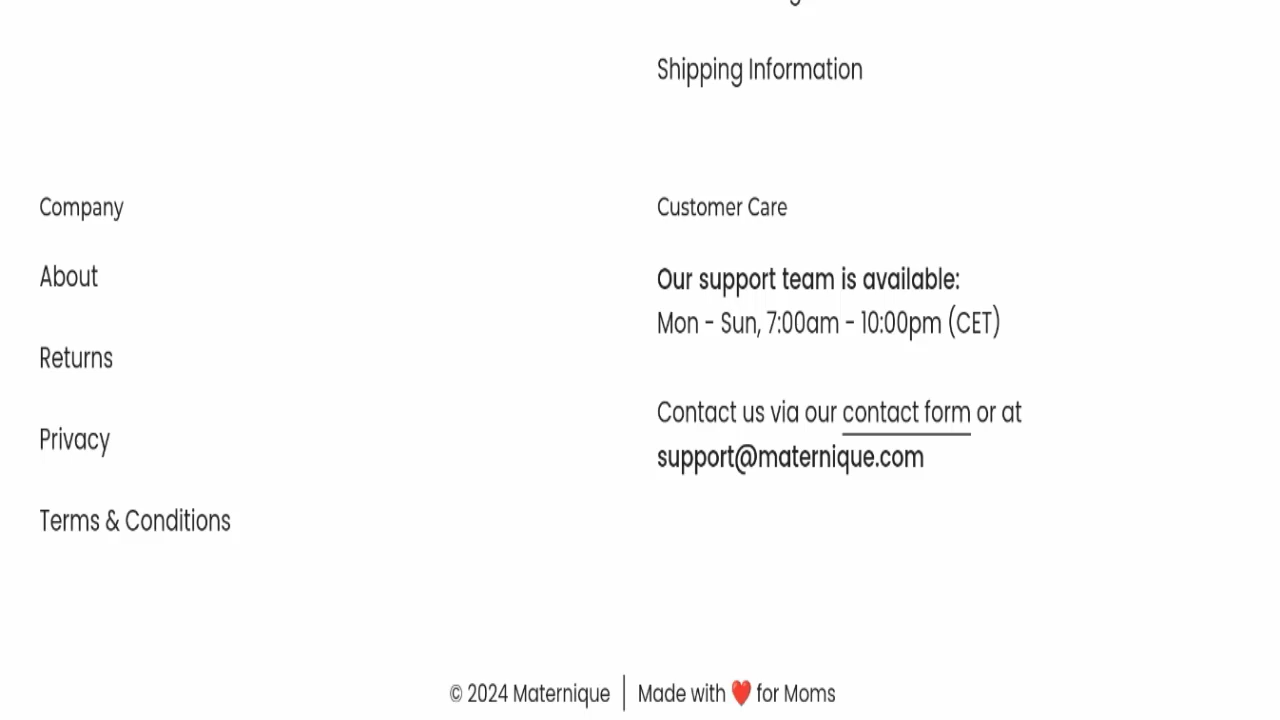 Shipping Information
Company
About
Returns
Privacy
Terms & Conditions
Customer Care
Our support team is available:
Mon - Sun, 7:00am - 10:00pm (CET)
Contact us via our contact form or at
support@maternique.com
© 2024 Maternique | Made with ❤️ for Moms